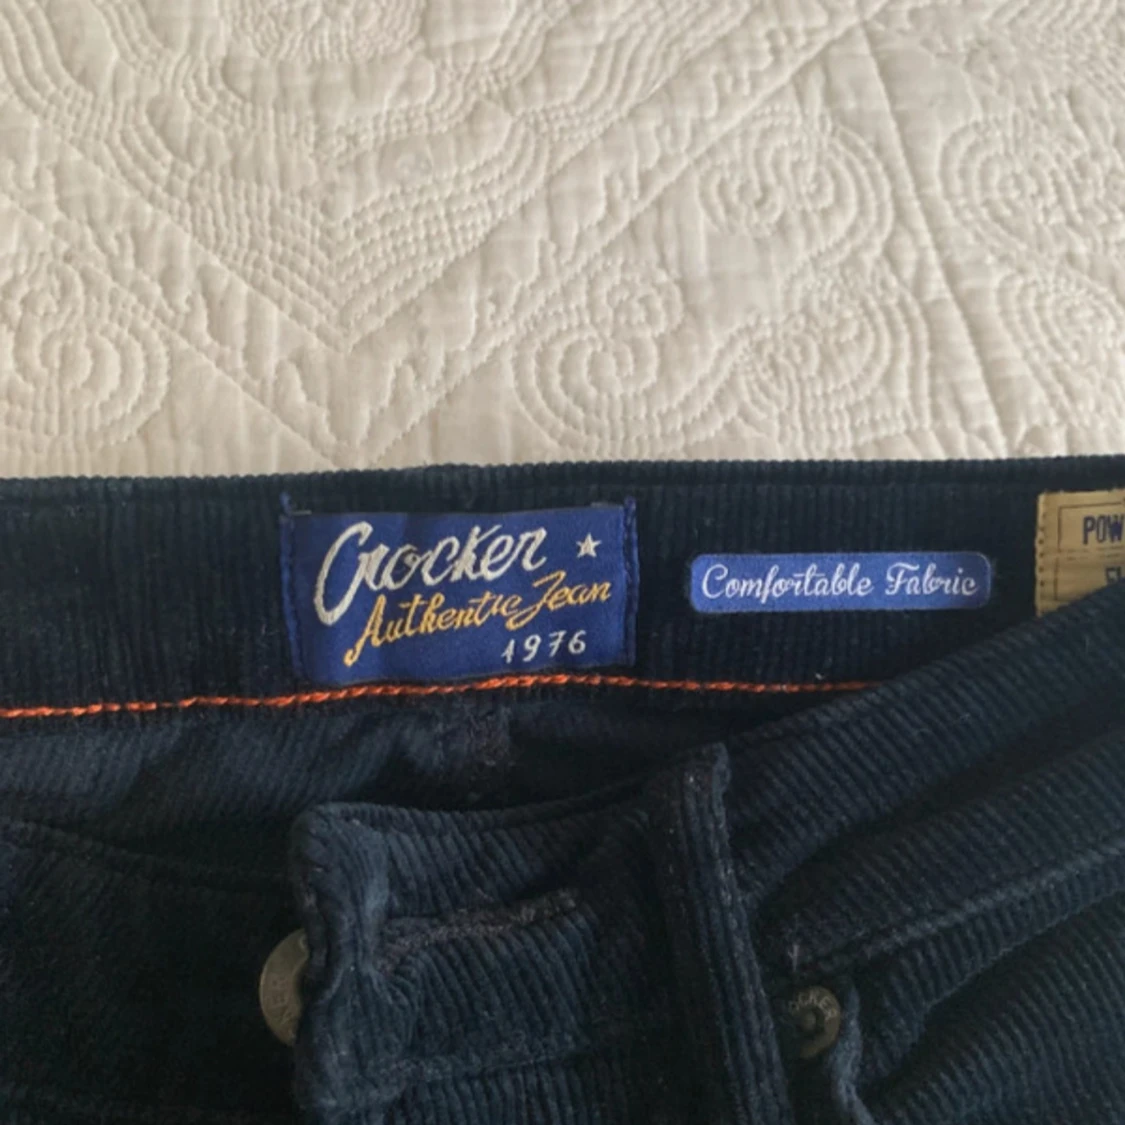 Crocker
Authentic Jean
1976
Comfortable Fabric
POW